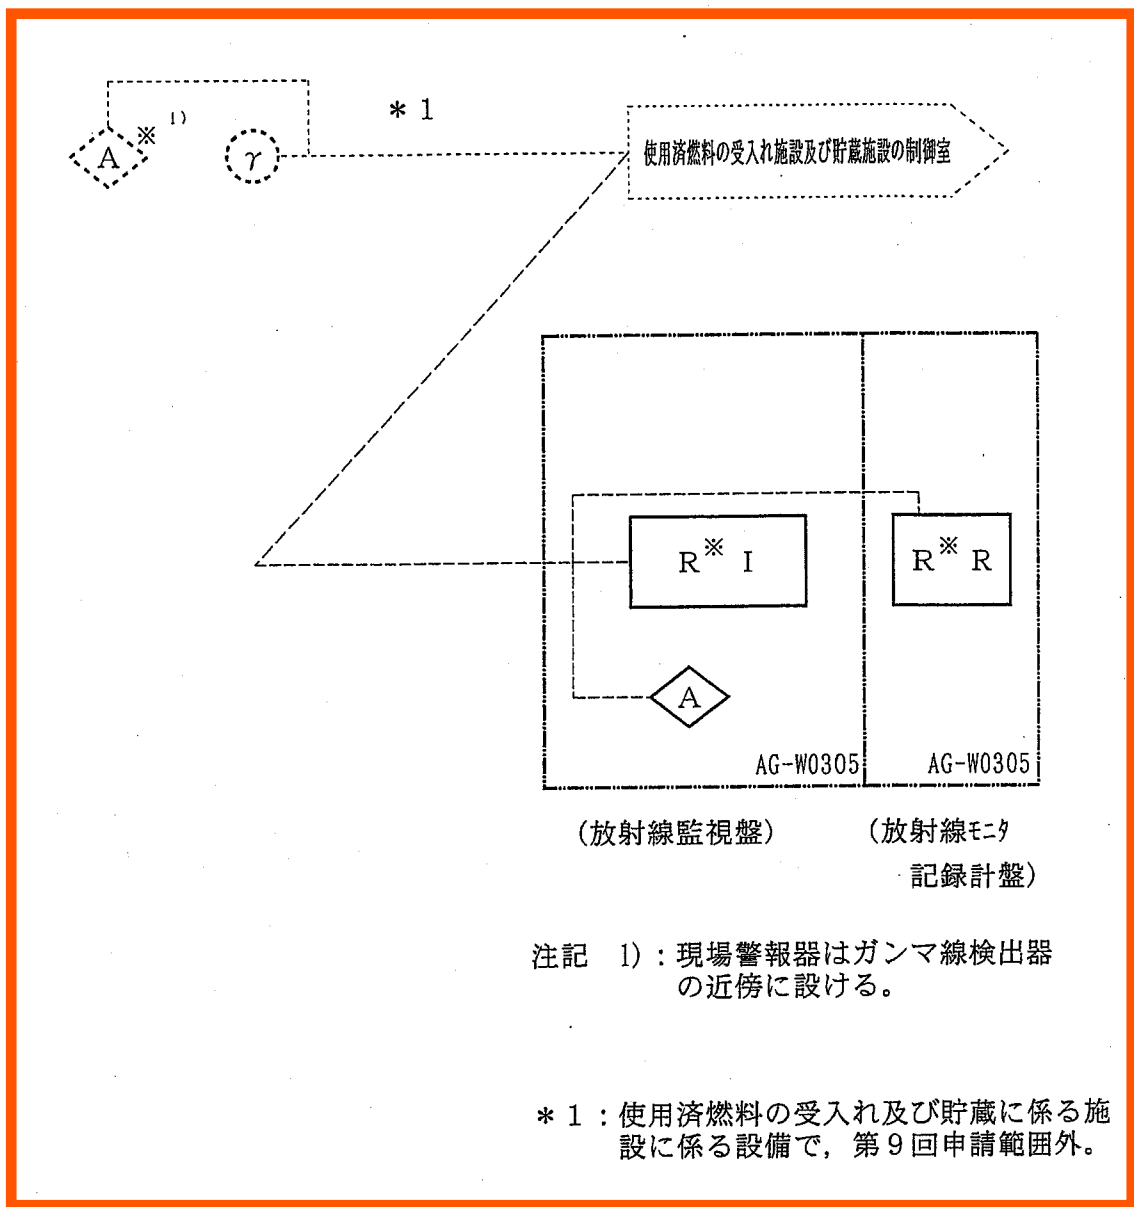 A ※ 1)
γ
＊1
使用済燃料の受入れ施設及び貯蔵施設の制御室
R※ I
R※ R
A
AG-W0305
AG-W0305
(放射線監視盤)
(放射線ﾓﾆﾀ
記録計盤)
注記 1)：現場警報器はガンマ線検出器
の近傍に設ける。
＊1：使用済燃料の受入れ及び貯蔵に係る施
設に係る設備で，第9回申請範囲外。